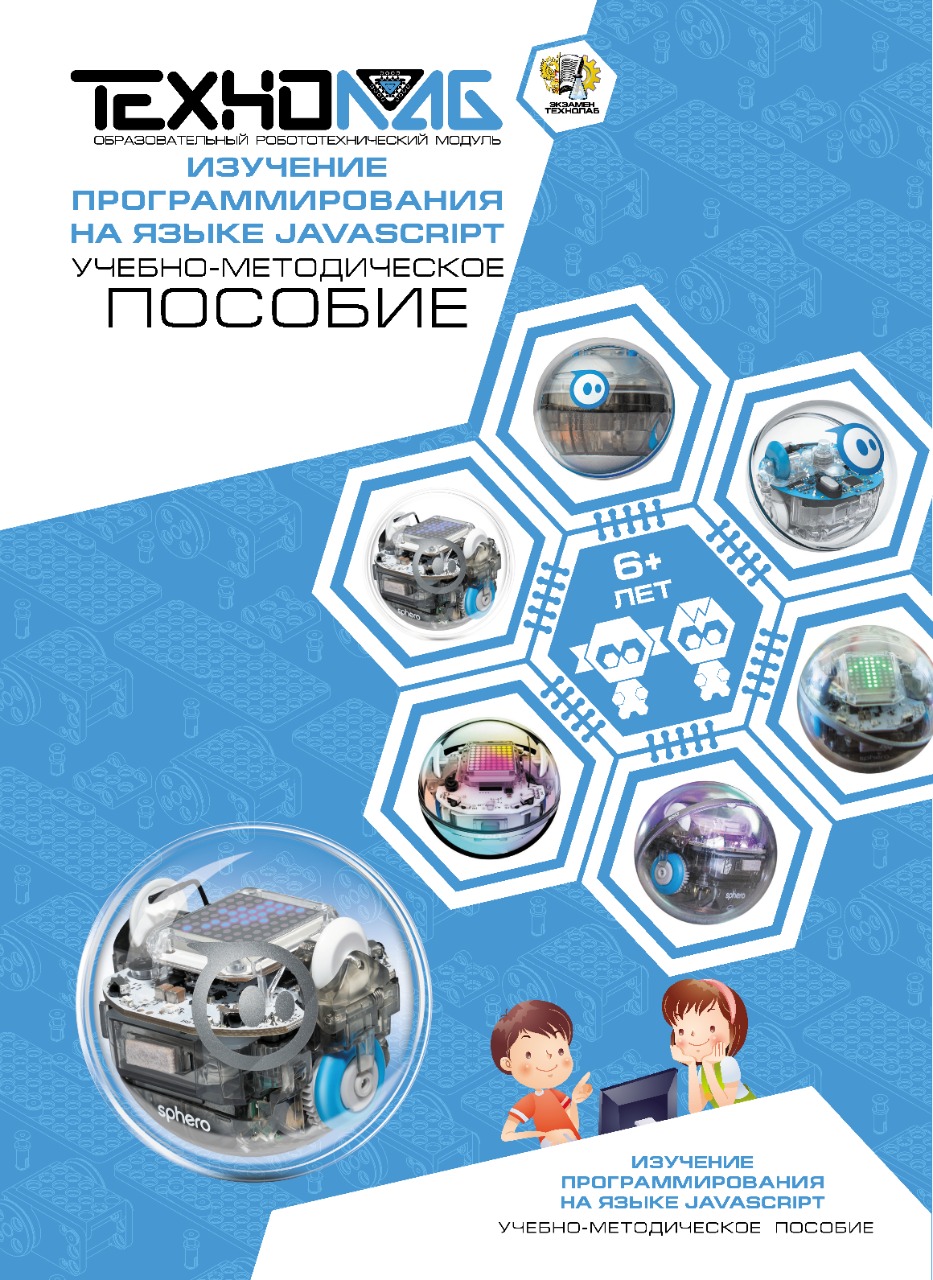 ТЕХНОЛАБ
ОБРАЗОВАТЕЛЬНЫЙ РОБОТОТЕХНИЧЕСКИЙ МОДУЛЬ
ИЗУЧЕНИЕ
ПРОГРАММИРОВАНИЯ
НА ЯЗЫКЕ JAVASCRIPT
УЧЕБНО-МЕТОДИЧЕСКОЕ
ПОСОБИЕ
ЭКЗАМЕН
ТЕХНОЛАБ
6+
ЛЕТ
sphero
sphero
sphero
ИЗУЧЕНИЕ
ПРОГРАММИРОВАНИЯ
НА ЯЗЫКЕ JAVASCRIPT
УЧЕБНО-МЕТОДИЧЕСКОЕ ПОСОБИЕ